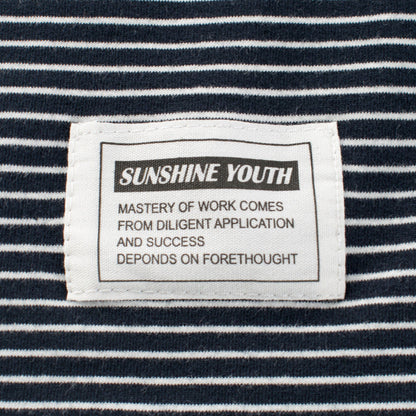 SUNSHINE YOUTH
MASTERY OF WORK COMES
FROM DILIGENT APPLICATION
AND SUCCESS
DEPONDS ON FORETHOUGHT